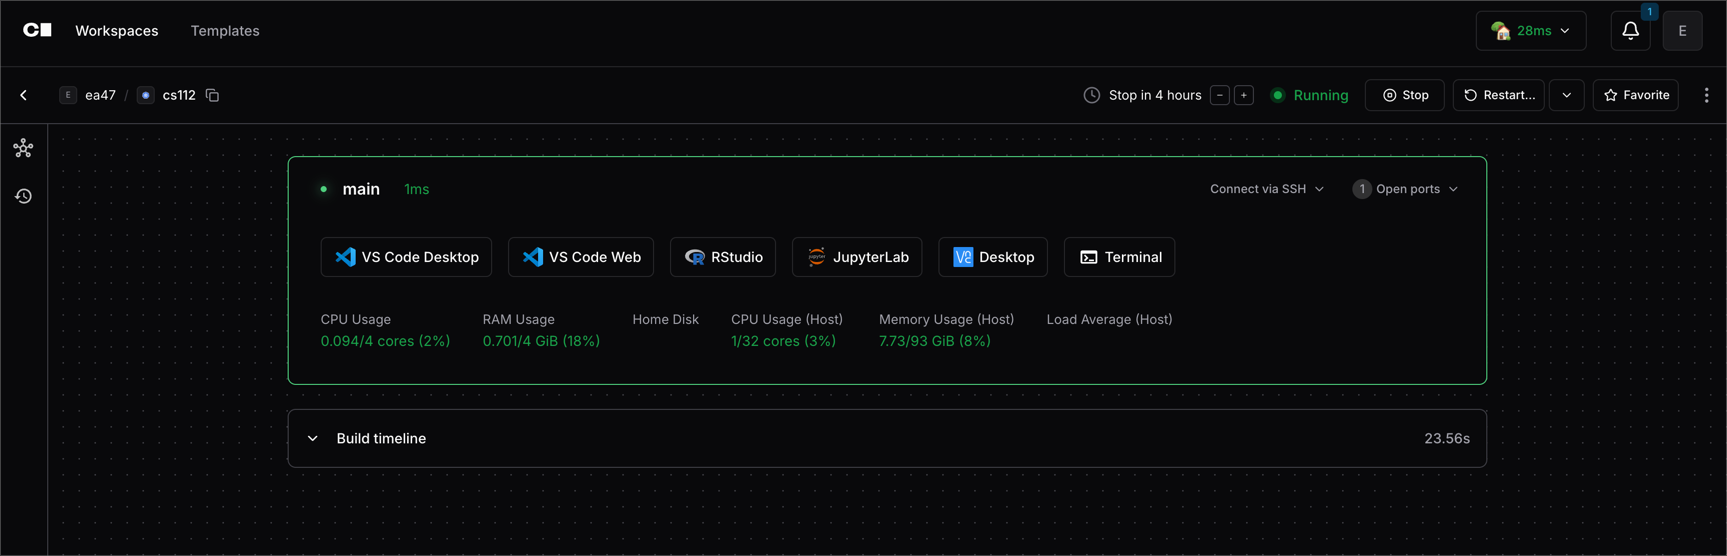 Workspaces Templates 28ms 1 E
E ea47 / cs112 Stop in 4 hours − + Running Stop Restart... Favorite
main 1ms Connect via SSH 1 Open ports
VS Code Desktop VS Code Web RStudio jupyter JupyterLab Desktop Terminal
CPU Usage RAM Usage Home Disk CPU Usage (Host) Memory Usage (Host) Load Average (Host)
0.094/4 cores (2%) 0.701/4 GiB (18%) 1/32 cores (3%) 7.73/93 GiB (8%)
Build timeline 23.56s